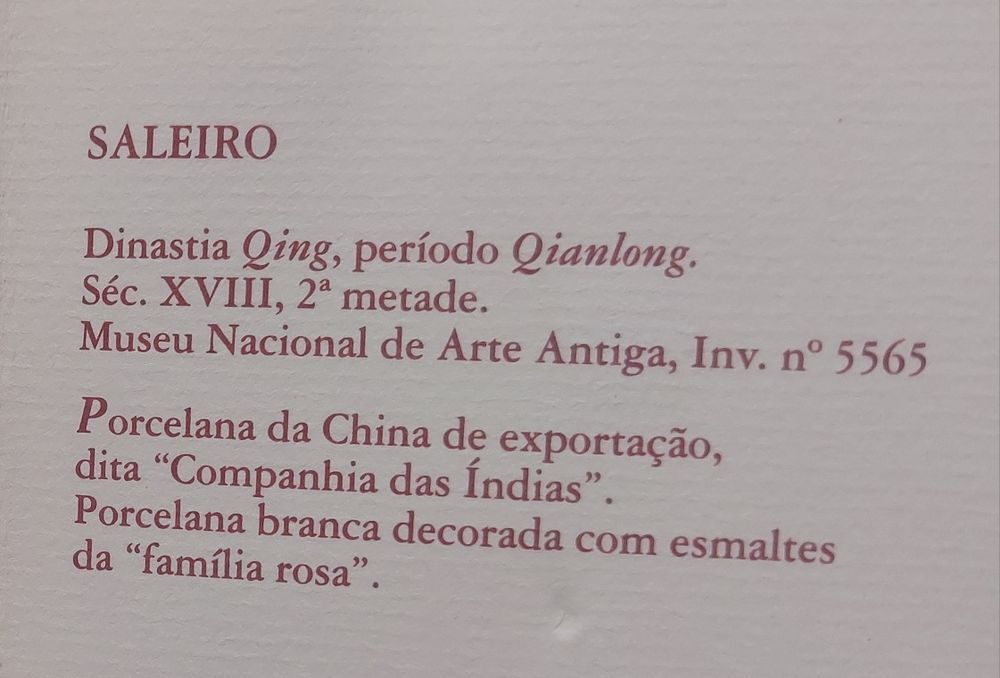 SALEIRO
Dinastia Qing, período Qianlong.
Séc. XVIII, 2ª metade.
Museu Nacional de Arte Antiga, Inv. nº 5565
Porcelana da China de exportação,
dita “Companhia das Índias”.
Porcelana branca decorada com esmaltes
da “família rosa”.